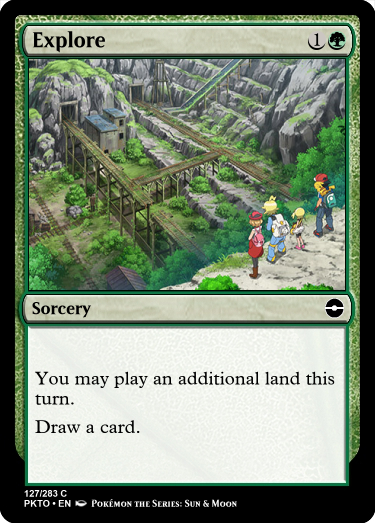 Explore 1
Sorcery
You may play an additional land this
turn.
Draw a card.
127/283 C
PKTO • EN Pokémon the Series: Sun & Moon